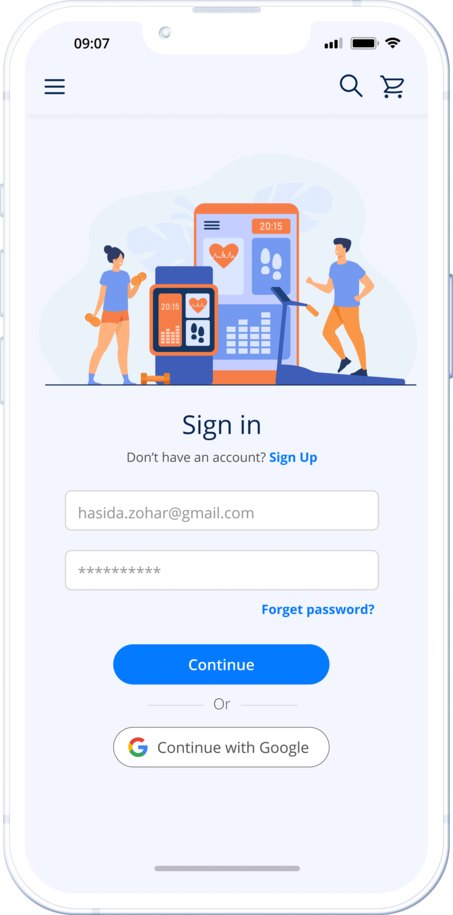 09:07
20:15
20:15
Sign in
Don't have an account? Sign Up
hasida.zohar@gmail.com
**********
Forget password?
Continue
Or
Continue with Google